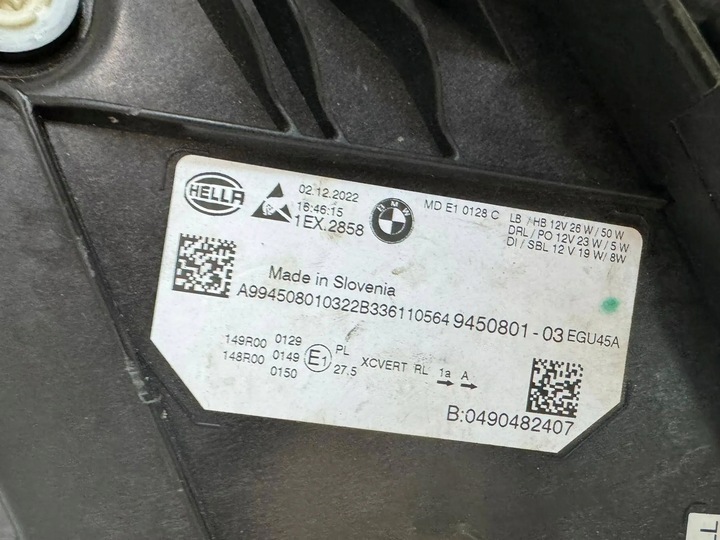 HELLA
02.12.2022
16:46:15
1EX.2858
BMW
MD E1 0128 C
LB / HB 12V 26 W / 50 W
DRL / PO 12V 23 W / 5 W
DI / SBL 12 V 19 W/ 8W
Made in Slovenia
A994508010322B336110564 9450801 - 03 EGU45A
149R00 0129
148R00 0149
0150
E1
PL
27.5
XCVERT RL 1a A
B:0490482407